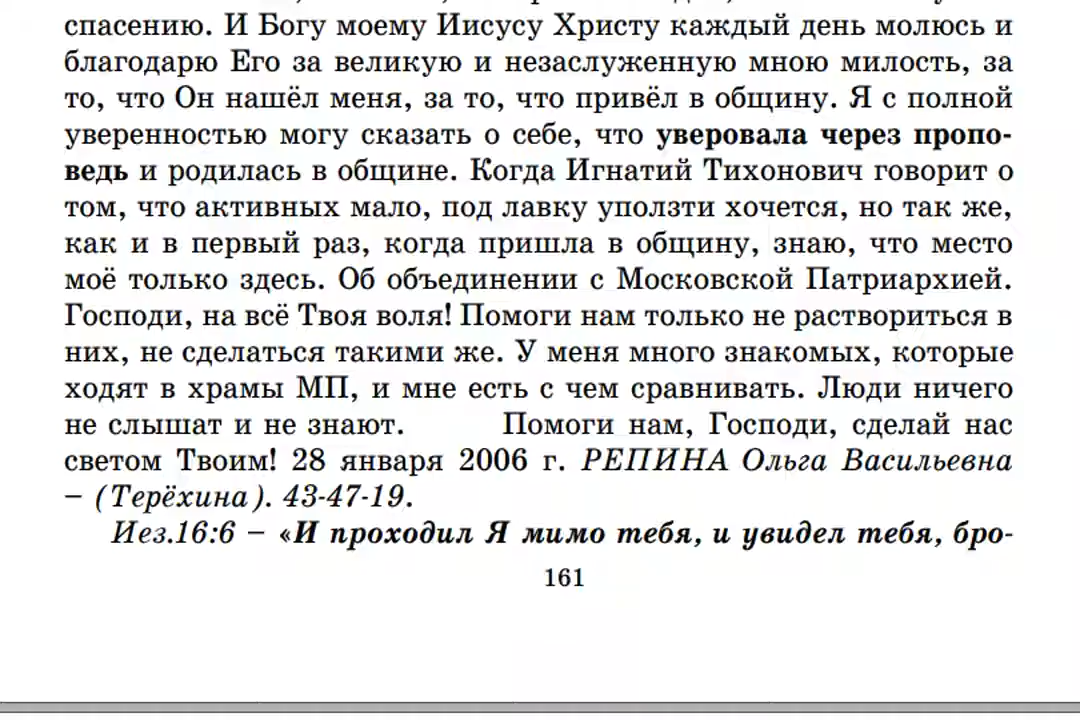 спасению. И Богу моему Иисусу Христу каждый день молюсь и
благодарю Его за великую и незаслуженную мною милость, за
то, что Он нашёл меня, за то, что привёл в общину. Я с полной
уверенностью могу сказать о себе, что уверовала через пропо-
ведь и родилась в общине. Когда Игнатий Тихонович говорит о
том, что активных мало, под лавку уползти хочется, но так же,
как и в первый раз, когда пришла в общину, знаю, что место
моё только здесь. Об объединении с Московской Патриархией.
Господи, на всё Твоя воля! Помоги нам только не раствориться в
них, не сделаться такими же. У меня много знакомых, которые
ходят в храмы МП, и мне есть с чем сравнивать. Люди ничего
не слышат и не знают. Помоги нам, Господи, сделай нас
светом Твоим! 28 января 2006 г. РЕПИНА Ольга Васильевна
– (Терёхина). 43-47-19.
Иез.16:6 – «И проходил Я мимо тебя, и увидел тебя, бро-
161